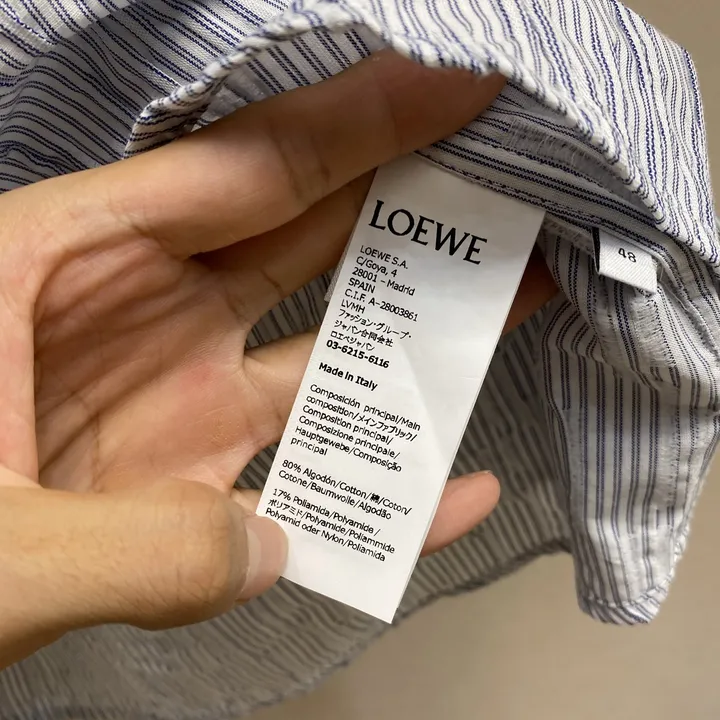 LOEWE
LOEWE S.A.
C/Goya, 4
28001 – Madrid
SPAIN
C.I.F. A-28003861
LVMH
ファッション・グループ・
ジャパン合同会社
ロエベジャパン
03-6215-6116
Made in Italy
Composición principal/Main
composition/メインファブリック/
Composition principal/
Composizione principale/
Hauptgewebe/Composição
principal
80% Algodón/Cotton/綿/Coton/
Cotone/Baumwolle/Algodão
17% Poliamida/Polyamide/
ポリアミド/Polyamide/Poliammide
Polyamid oder Nylon/Poliamida
48